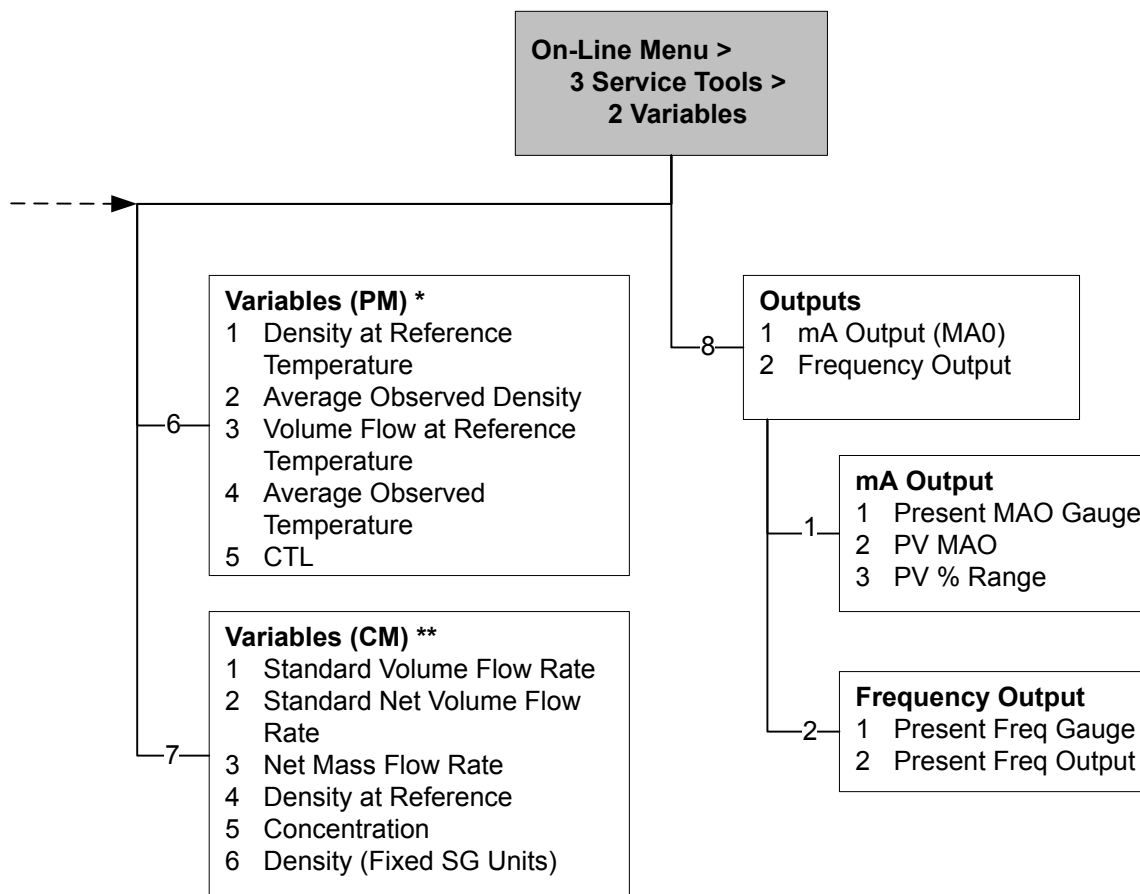 On-Line Menu >
3 Service Tools >
2 Variables
6
Variables (PM) *
1 Density at Reference
Temperature
2 Average Observed Density
3 Volume Flow at Reference
Temperature
4 Average Observed
Temperature
5 CTL
7
Variables (CM) **
1 Standard Volume Flow Rate
2 Standard Net Volume Flow
Rate
3 Net Mass Flow Rate
4 Density at Reference
5 Concentration
6 Density (Fixed SG Units)
8
Outputs
1 mA Output (MA0)
2 Frequency Output
1
mA Output
1 Present MAO Gauge
2 PV MAO
3 PV % Range
2
Frequency Output
1 Present Freq Gauge
2 Present Freq Output